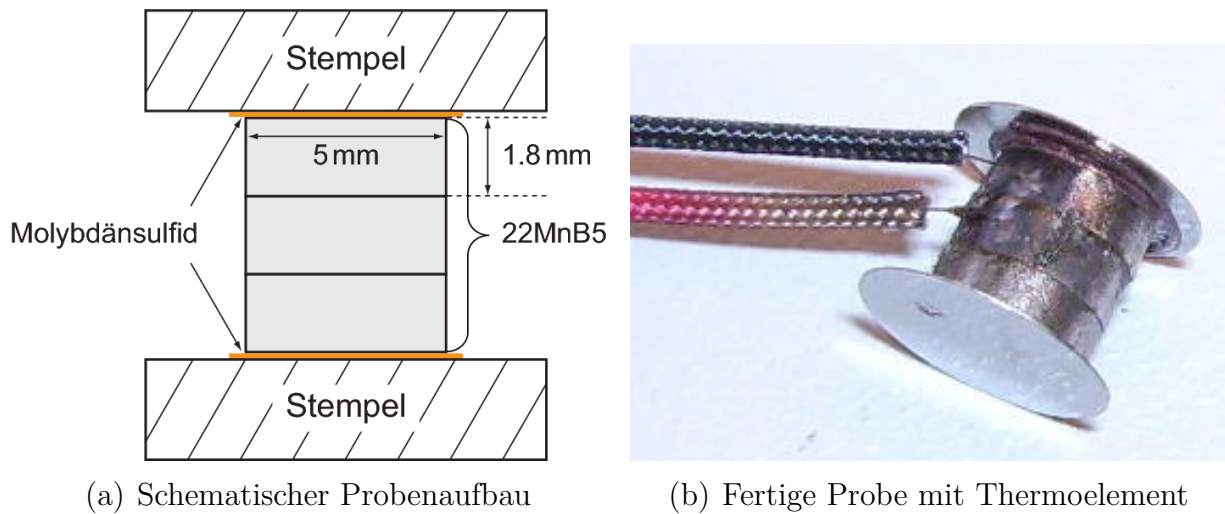 Stempel
5 mm
1.8 mm
Molybdänsulfid
22MnB5
Stempel
(a) Schematischer Probenaufbau
(b) Fertige Probe mit Thermoelement